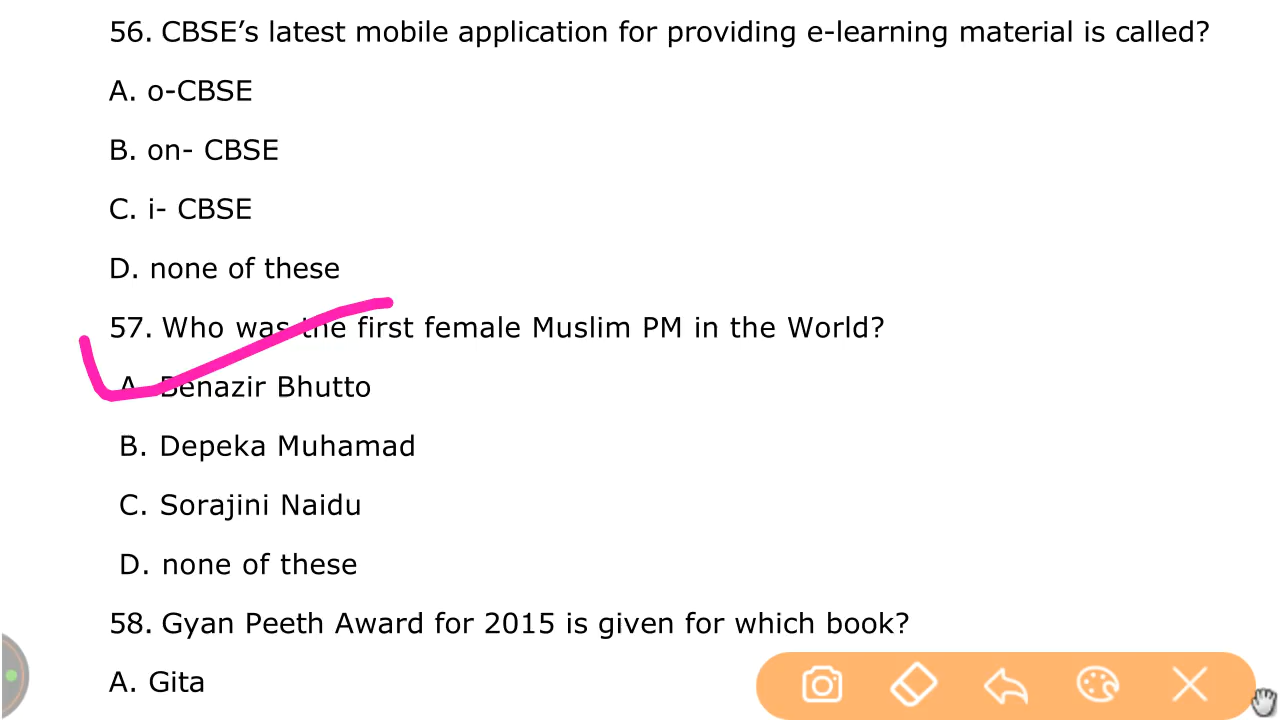 56. CBSE’s latest mobile application for providing e-learning material is called?
A. o-CBSE
B. on- CBSE
C. i- CBSE
D. none of these
57. Who was the first female Muslim PM in the World?
A. Benazir Bhutto
B. Depeka Muhamad
C. Sorajini Naidu
D. none of these
58. Gyan Peeth Award for 2015 is given for which book?
A. Gita